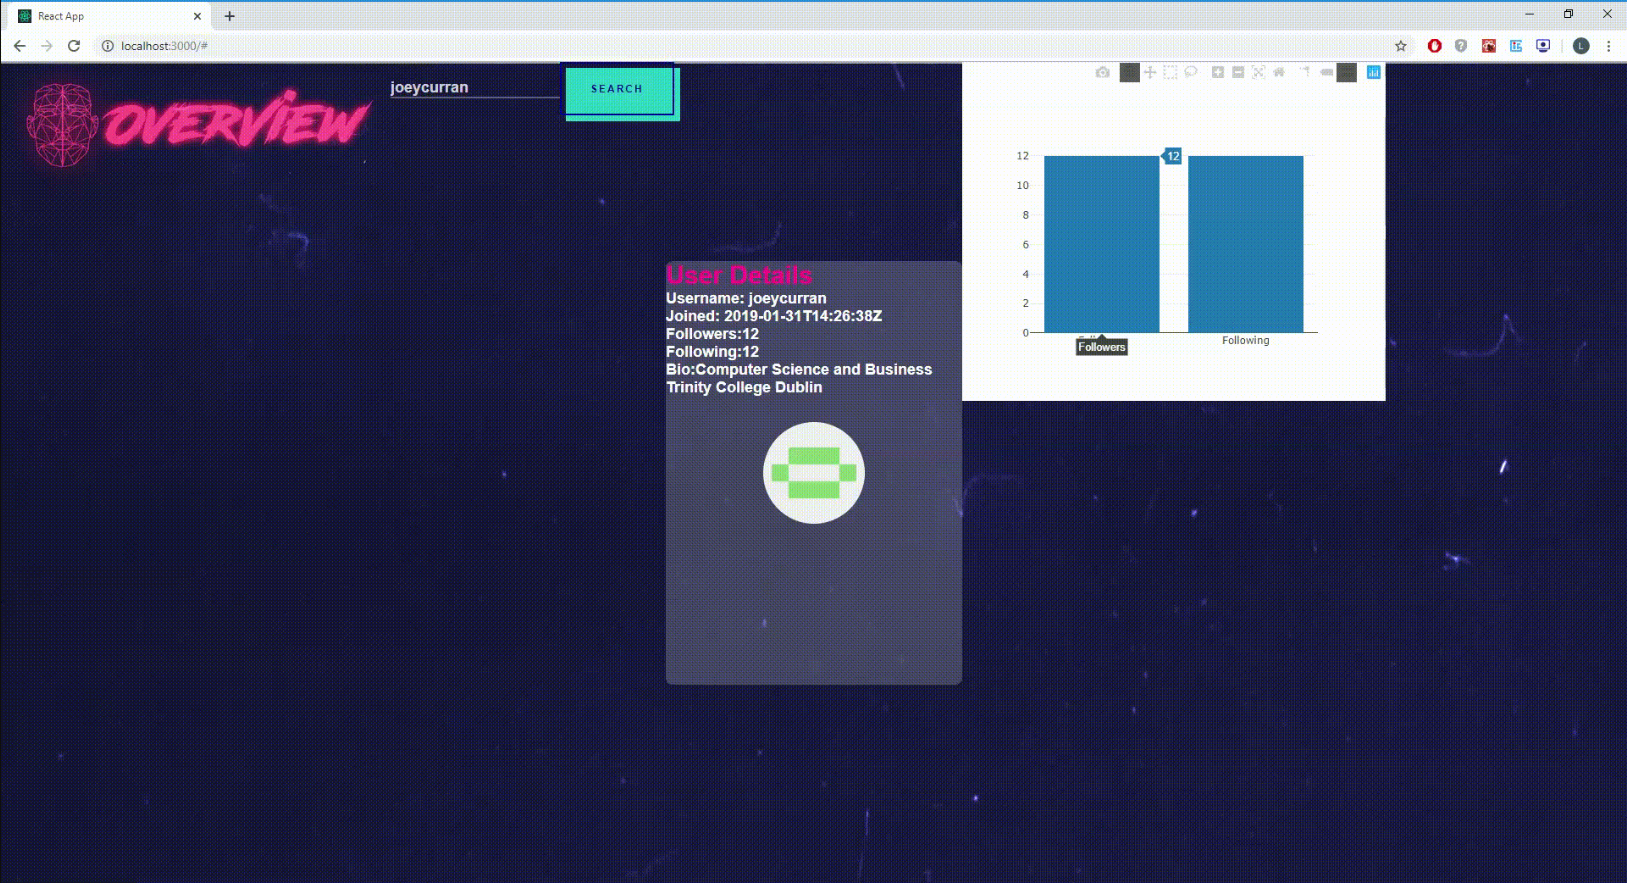 React App
localhost:3000/#
OVERVIEW
joeycurran
SEARCH
User Details
Username: joeycurran
Joined: 2019-01-31T14:26:38Z
Followers:12
Following:12
Bio:Computer Science and Business
Trinity College Dublin
12
12
10
8
6
4
2
0
Followers
Following
L